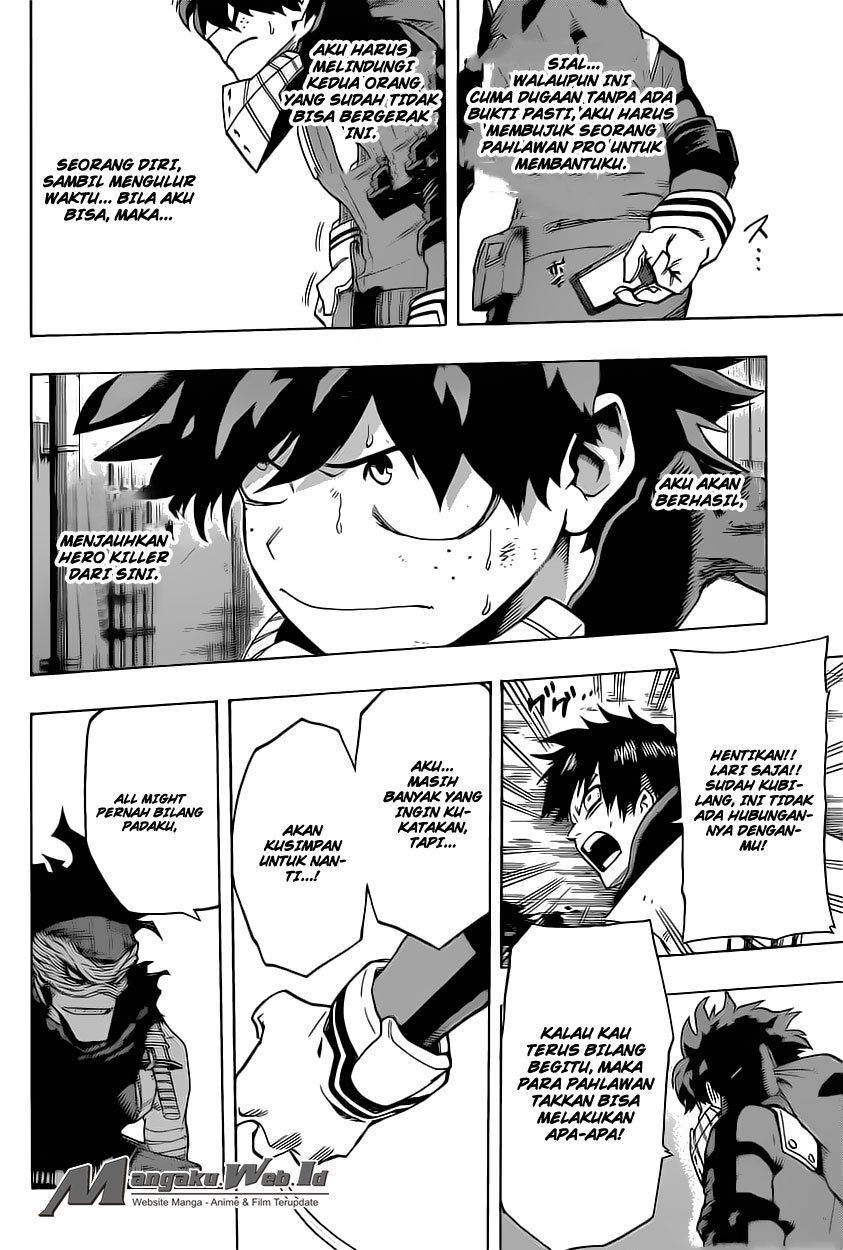 SIAL...
WALAUPUN INI
CUMA DUGAAN TANPA ADA
BUKTI PASTI, AKU HARUS
MEMBUJUK SEORANG
PAHLAWAN PRO UNTUK
MEMBANTUKU.
ス…
AKU HARUS
MELINDUNGI
KEDUA ORANG
YANG SUDAH TIDAK
BISA BERGERAK
INI.
SEORANG DIRI,
SAMBIL MENGULUR
WAKTU... BILA AKU
BISA, MAKA...
AKU AKAN
BERHASIL,
MENJAUHKAN
HERO KILLER
DARI SINI.
HENTIKAN!!
LARI SAJA!!
SUDAH KUBI-
LANG, INI TIDAK
ADA HUBUNGAN-
NYA DENGAN-
MU!
KALAU KAU
TERUS BILANG
BEGITU, MAKA
PARA PAHLAWAN
TAKKAN BISA
MELAKUKAN
APA-APA!
AKU...
MASIH
BANYAK YANG
INGIN KU-
KATAKAN,
TAPI...
AKAN
KUSIMPAN
UNTUK NAN-
TI...!
ALL MIGHT
PERNAH BILANG
PADAKU,
Mangaku.Web.Id
Website Manga - Anime & Film Terupdate